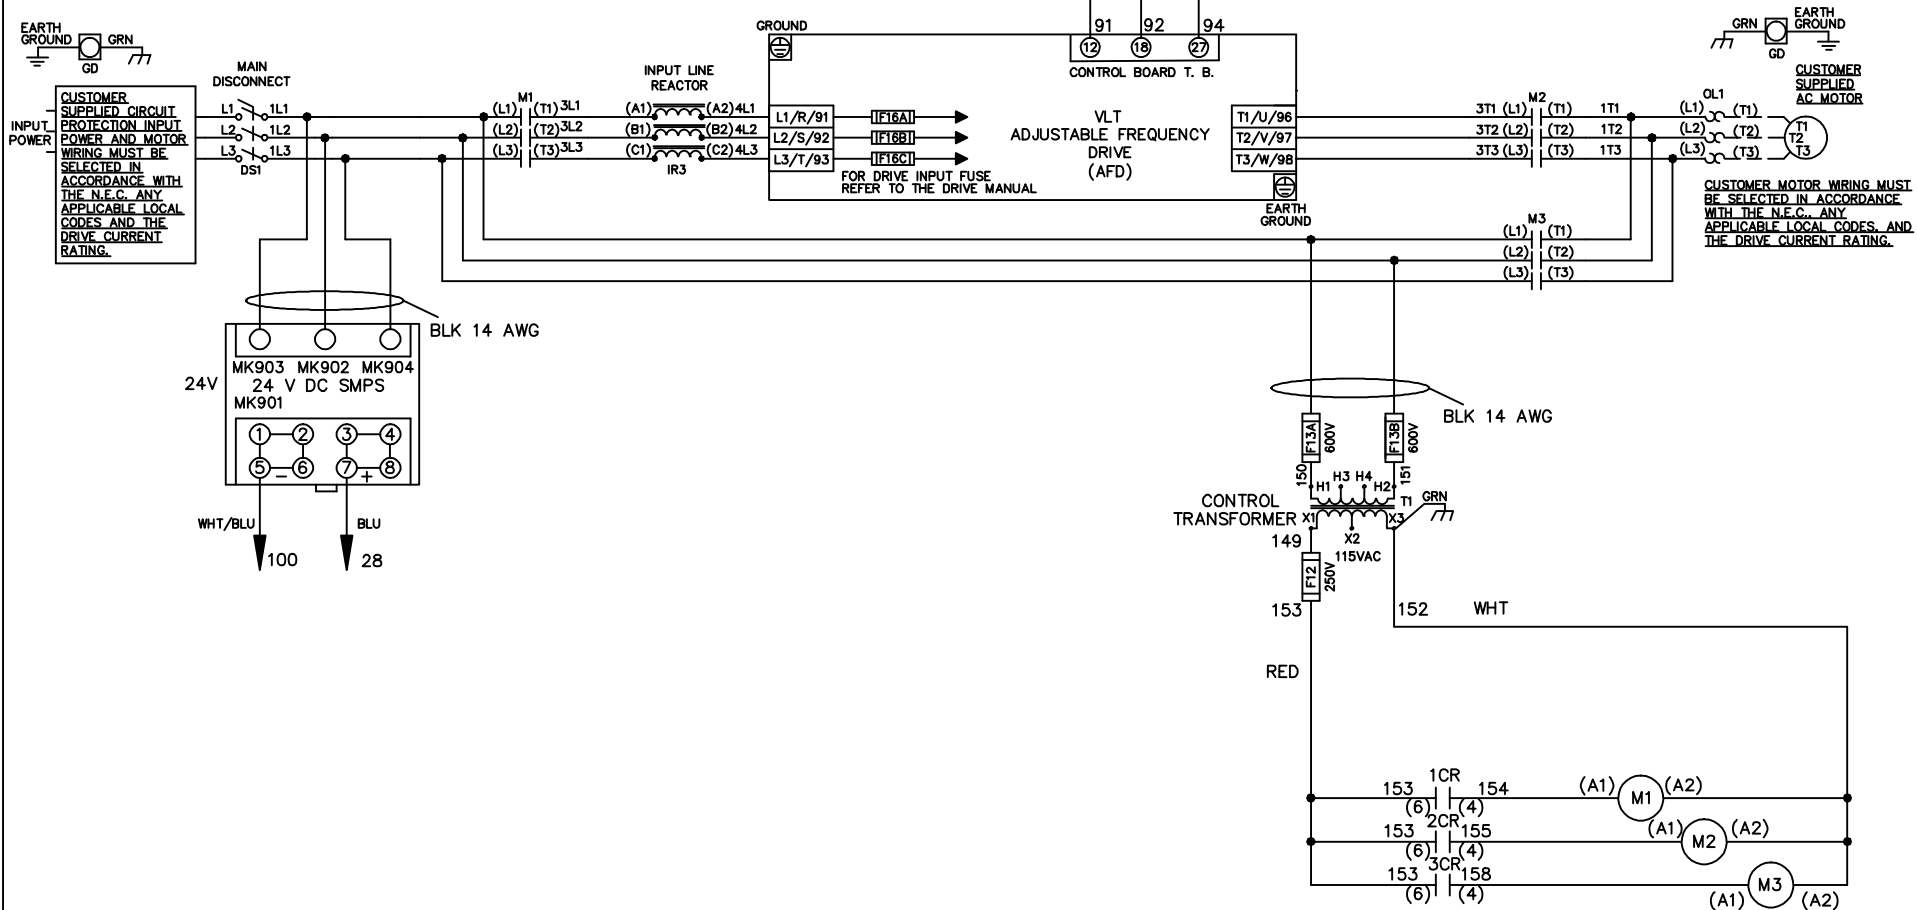 EARTH
GROUND
GRN
GD
MAIN
DISCONNECT
INPUT
POWER
CUSTOMER
SUPPLIED CIRCUIT
PROTECTION INPUT
POWER AND MOTOR
WIRING MUST BE
SELECTED IN
ACCORDANCE WITH
THE N.E.C. ANY
APPLICABLE LOCAL
CODES AND THE
DRIVE CURRENT
RATING.
L1 1L1
L2 1L2
L3 1L3
DS1
M1
(L1) (T1) 3L1
(L2) (T2) 3L2
(L3) (T3) 3L3
INPUT LINE
REACTOR
(A1) (A2) 4L1
(B1) (B2) 4L2
(C1) (C2) 4L3
IR3
GROUND
91 92 94
12 18 27
CONTROL BOARD T. B.
L1/R/91
L2/S/92
L3/T/93
F16A
F16B
F16C
FOR DRIVE INPUT FUSE
REFER TO THE DRIVE MANUAL
VLT
ADJUSTABLE FREQUENCY
DRIVE
(AFD)
T1/U/96
T2/V/97
T3/W/98
EARTH
GROUND
M2
3T1 (L1) (T1) 1T1
3T2 (L2) (T2) 1T2
3T3 (L3) (T3) 1T3
M3
(L1) (T1)
(L2) (T2)
(L3) (T3)
GRN
GD
EARTH
GROUND
CUSTOMER
SUPPLIED
AC MOTOR
OL1
(L1) (T1)
(L2) (T2)
(L3) (T3)
T1
T2
T3
CUSTOMER MOTOR WIRING MUST
BE SELECTED IN ACCORDANCE
WITH THE N.E.C., ANY
APPLICABLE LOCAL CODES, AND
THE DRIVE CURRENT RATING.
BLK 14 AWG
MK903 MK902 MK904
24V
24 V DC SMPS
MK901
1 2 3 4
5 - 6 7 + 8
WHT/BLU
BLU
100
28
BLK 14 AWG
F13A
600V
F13B
600V
150
151
H1 H3 H4 H2
T1
GRN
CONTROL
TRANSFORMER
X1
X2
X3
149
115VAC
F12
250V
153
152
WHT
RED
1CR
153 154
(6) (4)
(A1) M1 (A2)
2CR
153 155
(6) (4)
(A1) M2 (A2)
3CR
153 158
(6) (4)
(A1) M3 (A2)